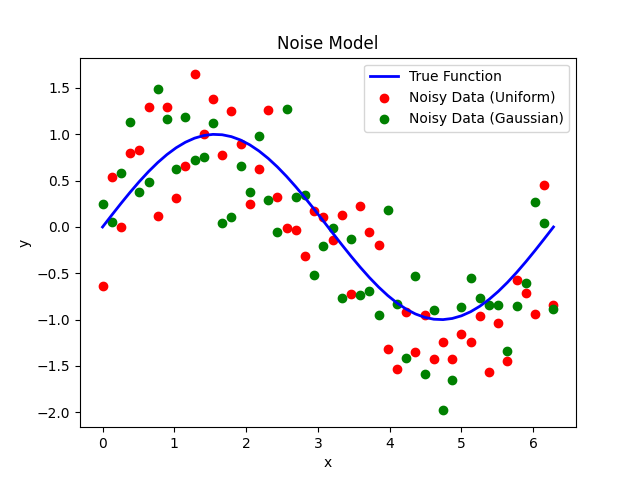 Noise Model
True Function
Noisy Data (Uniform)
Noisy Data (Gaussian)
1.5
1.0
0.5
0.0
−0.5
−1.0
−1.5
−2.0
y
0 1 2 3 4 5 6
x